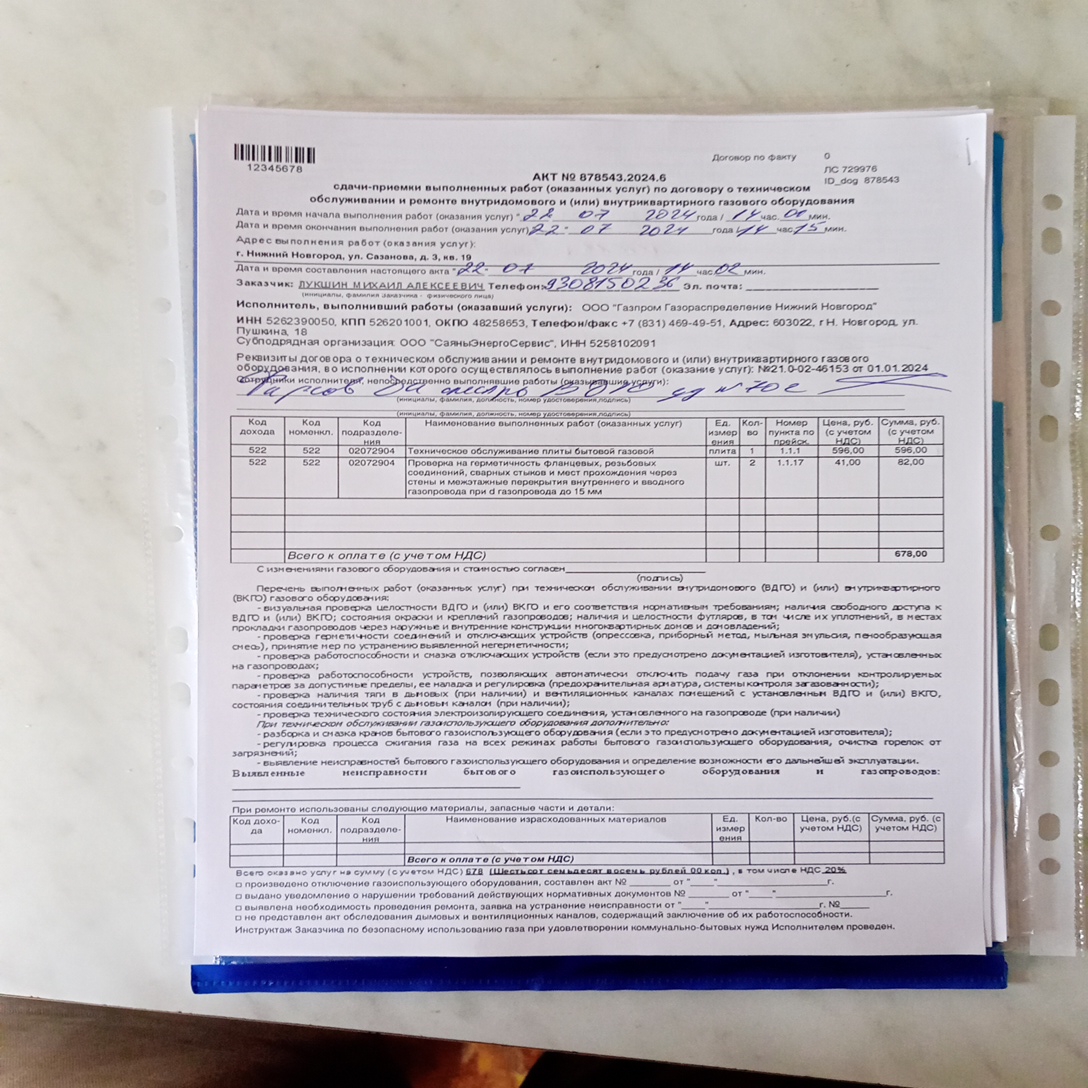 12345678
Договор по факту 0
ЛС 729976
ID_dog 878543
АКТ № 878543.2024.6
сдачи-приемки выполненных работ (оказанных услуг) по договору о техническом
обслуживании и ремонте внутридомового и (или) внутриквартирного газового оборудования
Дата и время начала выполнения работ (оказания услуг) " 22 07 2024 года / 14 час 00 мин.
Дата и время окончания выполнения работ (оказания услуг) 22 07 2024 года 14 час 15 мин.
Адрес выполнения работ (оказания услуг):
г. Нижний Новгород, ул. Сазанова, д. 3, кв. 19
Дата и время составления настоящего акта " 22 07 2024 года / 14 час 02 мин.
Заказчик: ЛУКШИН МИХАИЛ АЛЕКСЕЕВИЧ Телефон: 9308150236 Эл. почта:
(инициалы, фамилия Заказчика - физического лица)
Исполнитель, выполнивший работы (оказавший услуги): ООО "Газпром Газораспределение Нижний Новгород"
ИНН 5262390050, КПП 526201001, ОКПО 48258653, Телефон/факс +7 (831) 469-49-51, Адрес: 603022, г Н. Новгород, ул.
Пушкина, 18
Субподрядная организация: ООО "СаяныЭнергоСервис", ИНН 5258102091
Реквизиты договора о техническом обслуживании и ремонте внутридомового и (или) внутриквартирного газового
оборудования, во исполнении которого осуществлялось выполнение работ (оказание услуг): №21.0-02-46153 от 01.01.2024
Сотрудники исполнителя, непосредственно выполнявшие работы (оказывавшие услуги):
(инициалы, фамилия, должность, номер удостоверения,подпись)
(инициалы, фамилия, должность, номер удостоверения,подпись)
Код дохода Код номенкл. Код подразделе-ния Наименование выполненных работ (оказанных услуг) Ед. измер ения Кол-во Номер пункта по прейск. Цена, руб. (с учетом НДС) Сумма, руб. (с учетом НДС)
522 522 02072904 Техническое обслуживание плиты бытовой газовой плита 1 1.1.1 596,00 596,00
522 522 02072904 Проверка на герметичность фланцевых, резьбовых шт. 2 1.1.17 41,00 82,00
соединений, сварных стыков и мест прохождения через
стены и межэтажные перекрытия внутреннего и вводного
газопровода при d газопровода до 15 мм
Всего к оплате (с учетом НДС) 678,00
С изменениями газового оборудования и стоимостью согласен
(подпись)
Перечень выполненных работ (оказанных услуг) при техническом обслуживании внутридомового (ВДГО) и (или) внутриквартирного
(ВКГО) газового оборудования:
- визуальная проверка целостности ВДГО и (или) ВКГО и его соответствия нормативным требованиям; наличия свободного доступа к
ВДГО и (или) ВКГО; состояния окраски и креплений газопроводов; наличия и целостности футляров, в том числе их уплотнений, в местах
прокладки газопроводов через наружные и внутренние конструкции многоквартирных домов и домовладений;
- проверка герметичности соединений и отключающих устройств (опрессовка, приборный метод, мыльная эмульсия, пенообразующая
смесь), принятие мер по устранению выявленной негерметичности;
- проверка работоспособности и смазка отключающих устройств (если это предусмотрено документацией изготовителя), установленных
на газопроводах;
- проверка работоспособности устройств, позволяющих автоматически отключить подачу газа при отклонении контролируемых
параметров за допустимые пределы, ее наладка и регулировка (предохранительная арматура, системы контроля загазованности);
- проверка наличия тяги в дымовых (при наличии) и вентиляционных каналах помещений с установленным ВДГО и (или) ВКГО,
состояния соединительных труб с дымовым каналом (при наличии);
- проверка технического состояния электроизолирующего соединения, установленного на газопроводе (при наличии)
При техническом обслуживании газоиспользующего оборудования дополнительно:
- разборка и смазка кранов бытового газоиспользующего оборудования (если это предусмотрено документацией изготовителя);
- регулировка процесса сжигания газа на всех режимах работы бытового газоиспользующего оборудования, очистка горелок от
загрязнений;
- выявление неисправностей бытового газоиспользующего оборудования и определение возможности его дальнейшей эксплуатации.
Выявленные неисправности бытового газоиспользующего оборудования и газопроводов:
При ремонте использованы следующие материалы, запасные части и детали:
Код дохо-да Код номенкл. Код подразделе-ния Наименование израсходованных материалов Ед. измер ения Кол-во Цена, руб.(с учетом НДС) Сумма, руб. (с учетом НДС)
Всего к оплате (с учетом НДС)
Всего оказано услуг на сумму (с учетом НДС) 678 (Шестьсот семьдесят восемь рублей 00 коп.) , в том числе НДС 20%
□ произведено отключение газоиспользующего оборудования, составлен акт № от "____" г.
□ выдано уведомление о нарушении требований действующих нормативных документов № от "____" г.
□ выявлена необходимость проведения ремонта, заявка на устранение неисправности от "____" г. №
□ не представлен акт обследования дымовых и вентиляционных каналов, содержащий заключение об их работоспособности.
Инструктаж Заказчика по безопасному использованию газа при удовлетворении коммунально-бытовых нужд Исполнителем проведен.